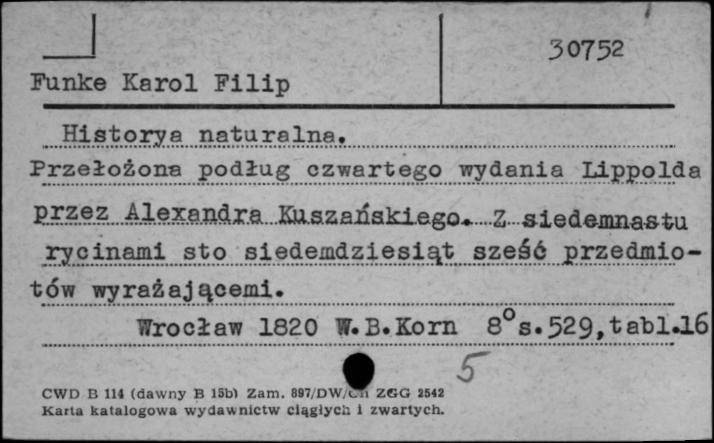 30752
Funke Karol Filip
Historya naturalna.
Przełożona podług czwartego wydania Lippolda
przez Alexandra Kuszańskiego. Z siedemnastu
rycinami sto siedemdziesiąt sześć przedmio-
tów wyrażającemi.
Wrocław 1820 W.B.Korn 8° s.529,tabl.16
5
CWD B 114 (dawny B 15b) Zam. 897/DW/ ZGG 2542
Karta katalogowa wydawnictw ciągłych i zwartych.